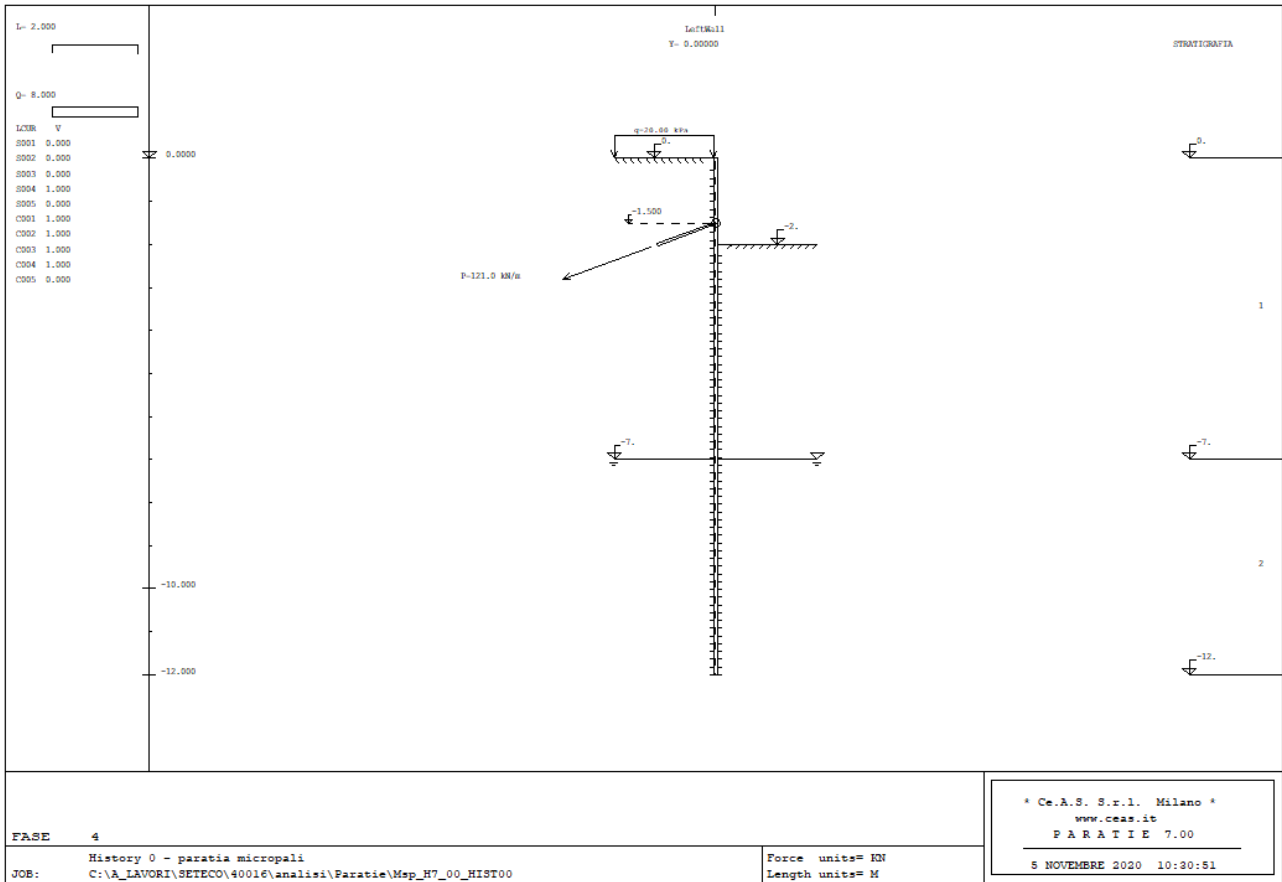 L= 2.000
LeftWall
Y= 0.00000
STRATIGRAFIA
Q= 8.000
LCUR V
S001 0.000
S002 0.000
S003 0.000
S004 1.000
S005 0.000
C001 1.000
C002 1.000
C003 1.000
C004 1.000
C005 0.000
0.0000
q=20.00 kPa
0.
0.
-1.500
-2.
P=121.0 kN/m
1
-7.
-7.
2
-10.000
-12.000
-12.
FASE 4
History 0 - paratia micropali
JOB: C:\A_LAVORI\SETECO\40016\analisi\Paratie\Msp_H7_00_HIST00
Force units= KN
Length units= M
* Ce.A.S. S.r.l. Milano *
www.ceas.it
P A R A T I E 7.00
5 NOVEMBRE 2020 10:30:51